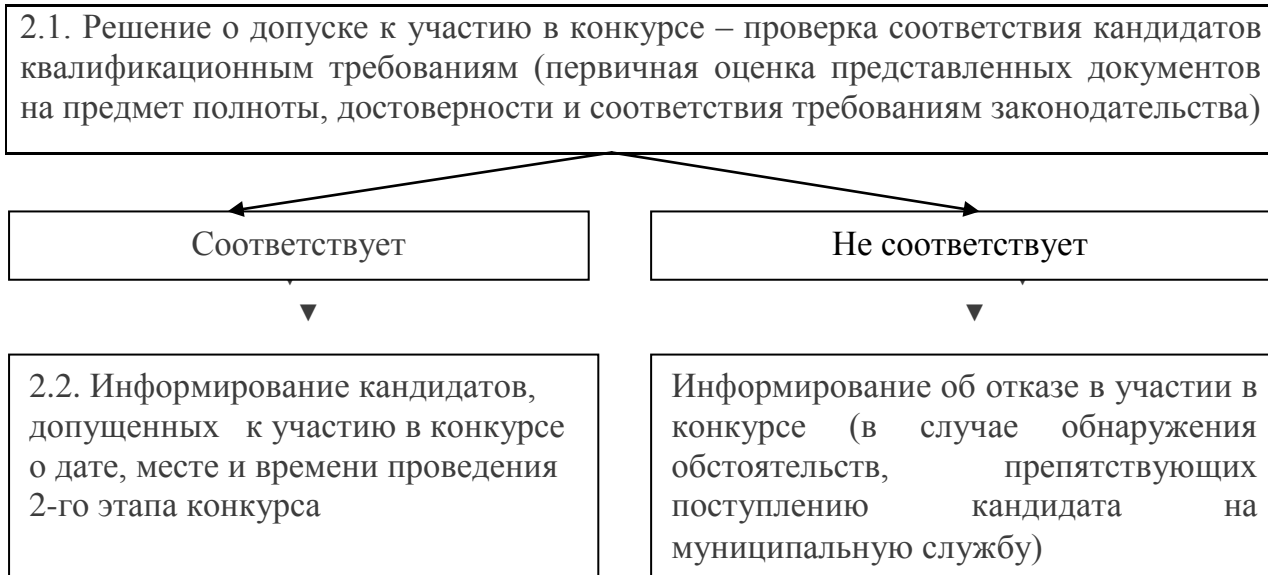 2.1. Решение о допуске к участию в конкурсе – проверка соответствия кандидатов
квалификационным требованиям (первичная оценка представленных документов
на предмет полноты, достоверности и соответствия требованиям законодательства)
Соответствует
Не соответствует
2.2. Информирование кандидатов,
допущенных к участию в конкурсе
о дате, месте и времени проведения
2-го этапа конкурса
Информирование об отказе в участии в
конкурсе (в случае обнаружения
обстоятельств, препятствующих
поступлению кандидата на
муниципальную службу)